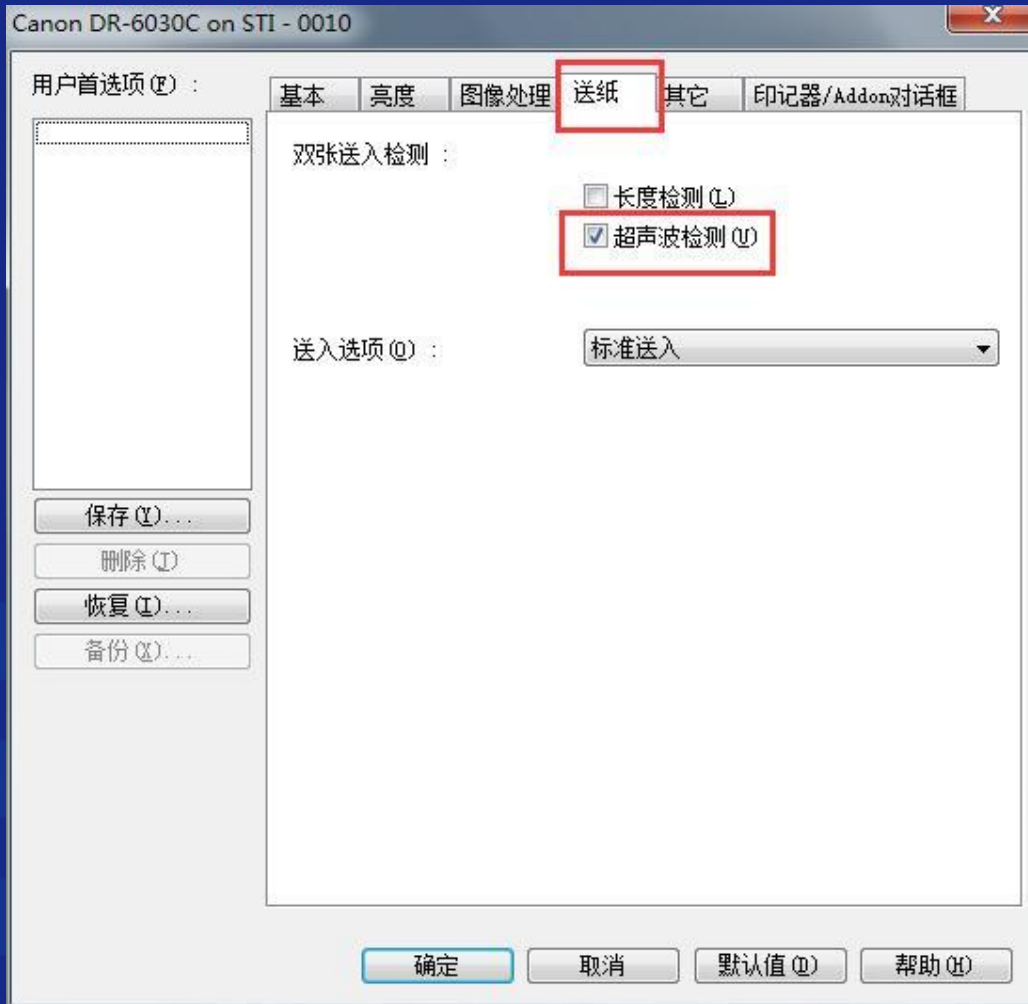 Canon DR-6030C on STI - 0010
用户首选项(F) :
基本 亮度 图像处理 送纸 其它 印记器/Addon对话框
双张送入检测 :
长度检测(L)
超声波检测(U)
送入选项(O) :
标准送入
保存(Y)...
删除(J)
恢复(I)...
备份(X)...
确定 取消 默认值(D) 帮助(H)